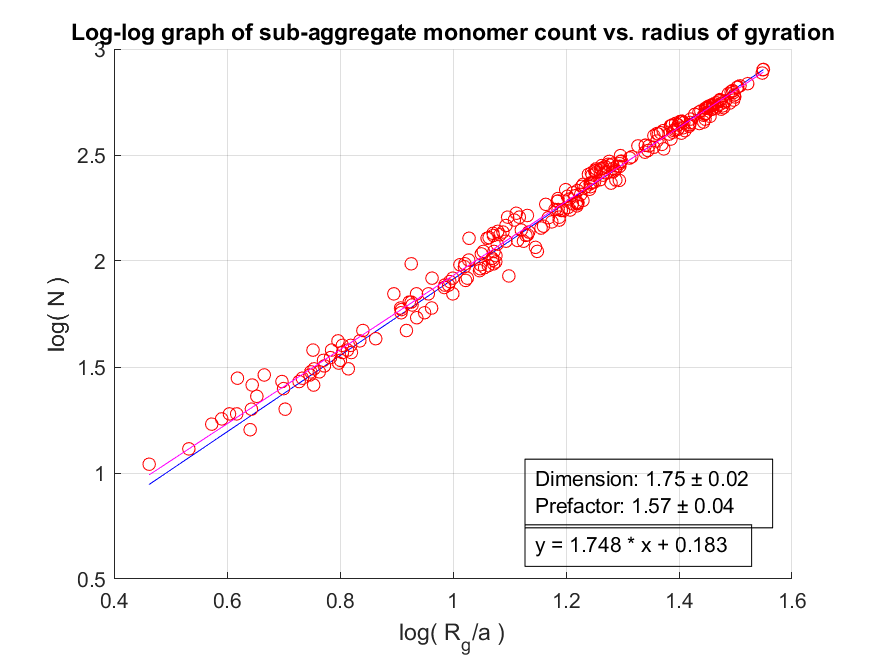 Log-log graph of sub-aggregate monomer count vs. radius of gyration
3
2.5
2
1.5
1
0.5
log( N )
Dimension: 1.75 ± 0.02
Prefactor: 1.57 ± 0.04
y = 1.748 * x + 0.183
0.4 0.6 0.8 1 1.2 1.4 1.6
log( R_g/a )